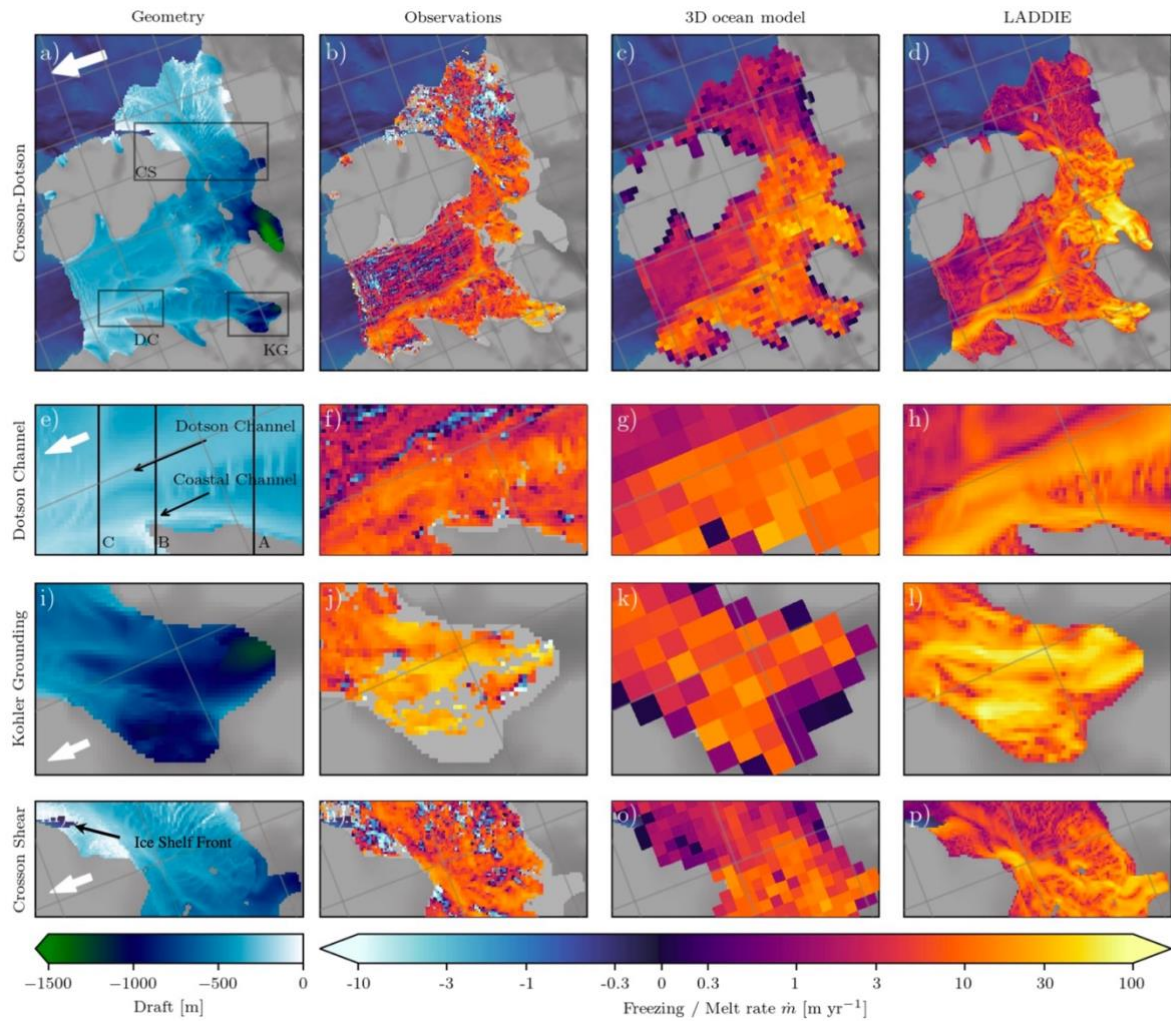 Geometry Observations 3D ocean model LADDIE
Crosson-Dotson
a) b) c) d)
CS
DC
KG
Dotson Channel
e) f) g) h)
Dotson Channel
Coastal Channel
C B A
Kohler Grounding
i) j) k) l)
Crosson Shear
n) o) p)
Ice Shelf Front
−1500 −1000 −500 0
Draft [m]
-10 -3 -1 -0.3 0 0.3 1 3 10 30 100
Freezing / Melt rate ṁ [m yr⁻¹]